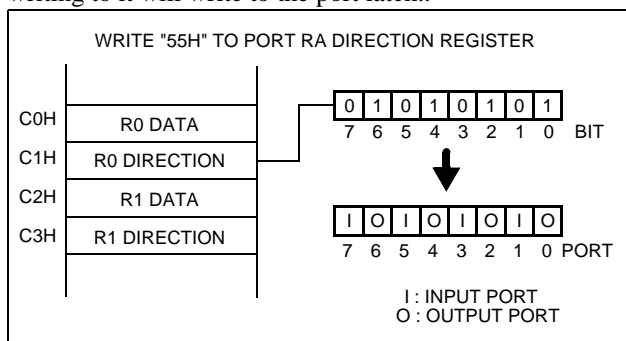 writing to it will write to the port latch..
WRITE "55H" TO PORT RA DIRECTION REGISTER
0 1 0 1 0 1 0 1
C0H R0 DATA 7 6 5 4 3 2 1 0 BIT
C1H R0 DIRECTION
C2H R1 DATA
I O I O I O I O
C3H R1 DIRECTION 7 6 5 4 3 2 1 0 PORT
I : INPUT PORT
O : OUTPUT PORT